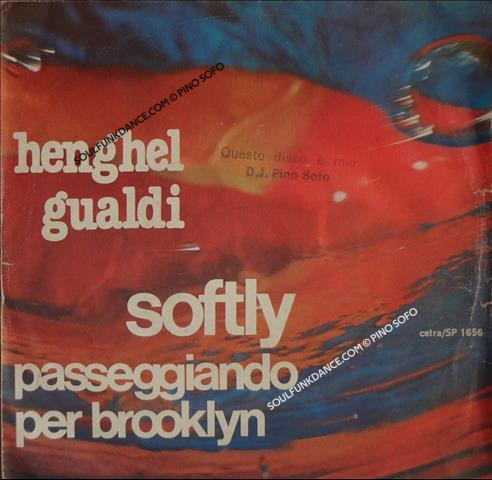 SOULFUNKDANCE.COM © PINO SOFO
henghel
gualdi
Questo disco è mio
D.J. Pino Sofo
softly
cetra/SP 1656
passeggiando
per brooklyn
SOULFUNKDANCE.COM © PINO SOFO